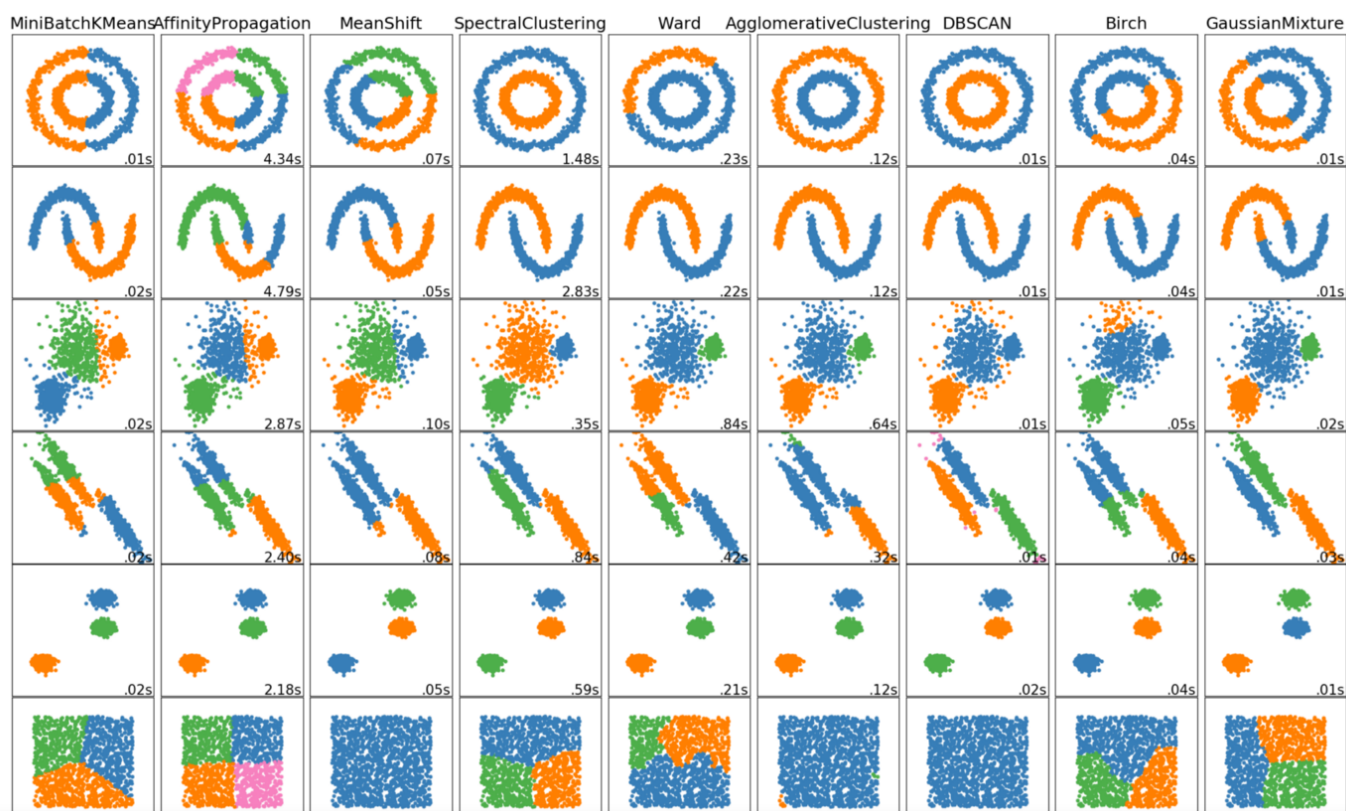 MiniBatchKMeans AffinityPropagation MeanShift SpectralClustering Ward AgglomerativeClustering DBSCAN Birch GaussianMixture
.01s 4.34s .07s 1.48s .23s .12s .01s .04s .01s
.02s 4.79s .05s 2.83s .22s .12s .01s .04s .01s
.02s 2.87s .10s .35s .84s .64s .01s .05s .02s
.02s 2.40s .08s .84s .42s .32s .01s .04s .03s
.02s 2.18s .05s .59s .21s .12s .02s .04s .01s